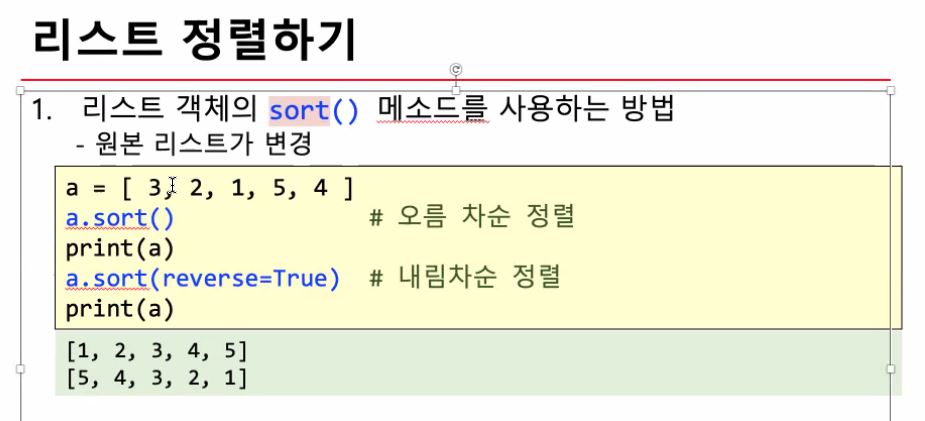 리스트 정렬하기
1. 리스트 객체의 sort() 메소드를 사용하는 방법
- 원본 리스트가 변경
a = [ 3, 2, 1, 5, 4 ]
a.sort() # 오름 차순 정렬
print(a)
a.sort(reverse=True) # 내림차순 정렬
print(a)
[1, 2, 3, 4, 5]
[5, 4, 3, 2, 1]